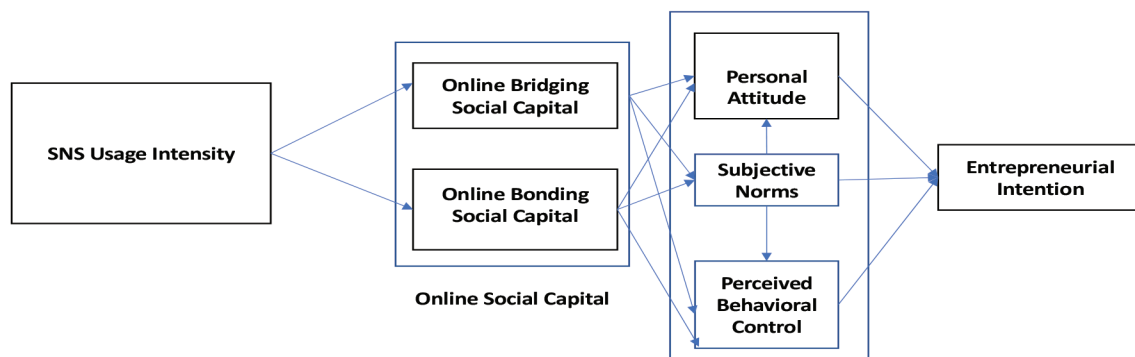 SNS Usage Intensity
Online Bridging
Social Capital
Online Bonding
Social Capital
Online Social Capital
Personal
Attitude
Subjective
Norms
Perceived
Behavioral
Control
Entrepreneurial
Intention